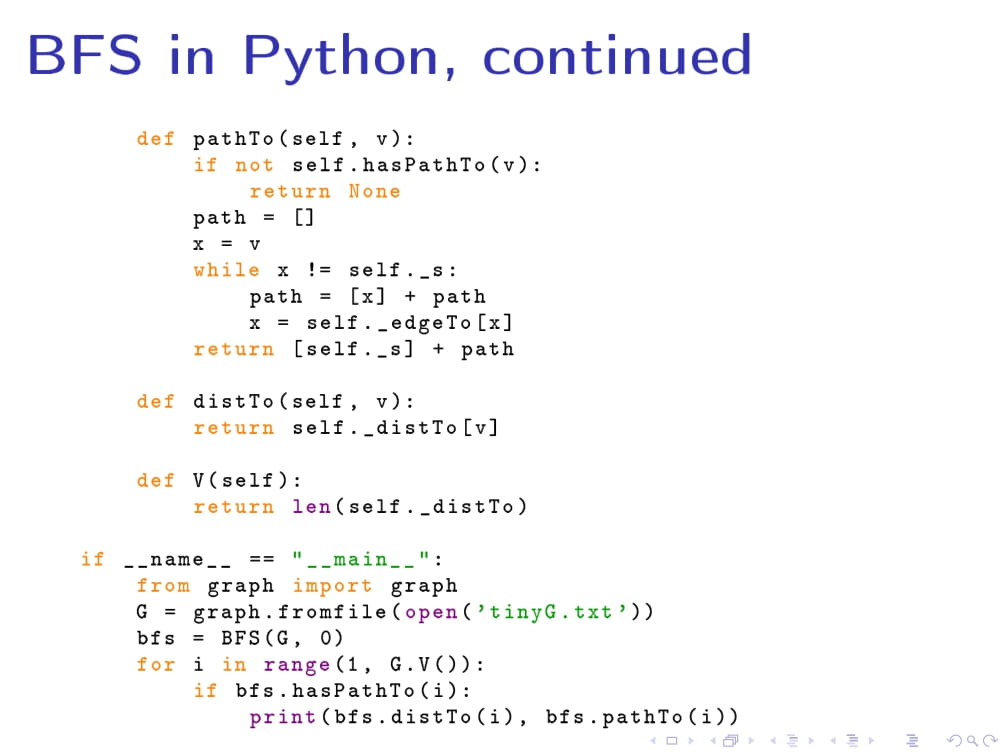 BFS in Python, continued
def pathTo(self, v):
if not self.hasPathTo(v):
return None
path = []
x = v
while x != self._s:
path = [x] + path
x = self._edgeTo[x]
return [self._s] + path
def distTo(self, v):
return self._distTo[v]
def V(self):
return len(self._distTo)
if __name__ == "__main__":
from graph import graph
G = graph.fromfile(open('tinyG.txt'))
bfs = BFS(G, 0)
for i in range(1, G.V()):
if bfs.hasPathTo(i):
print(bfs.distTo(i), bfs.pathTo(i))